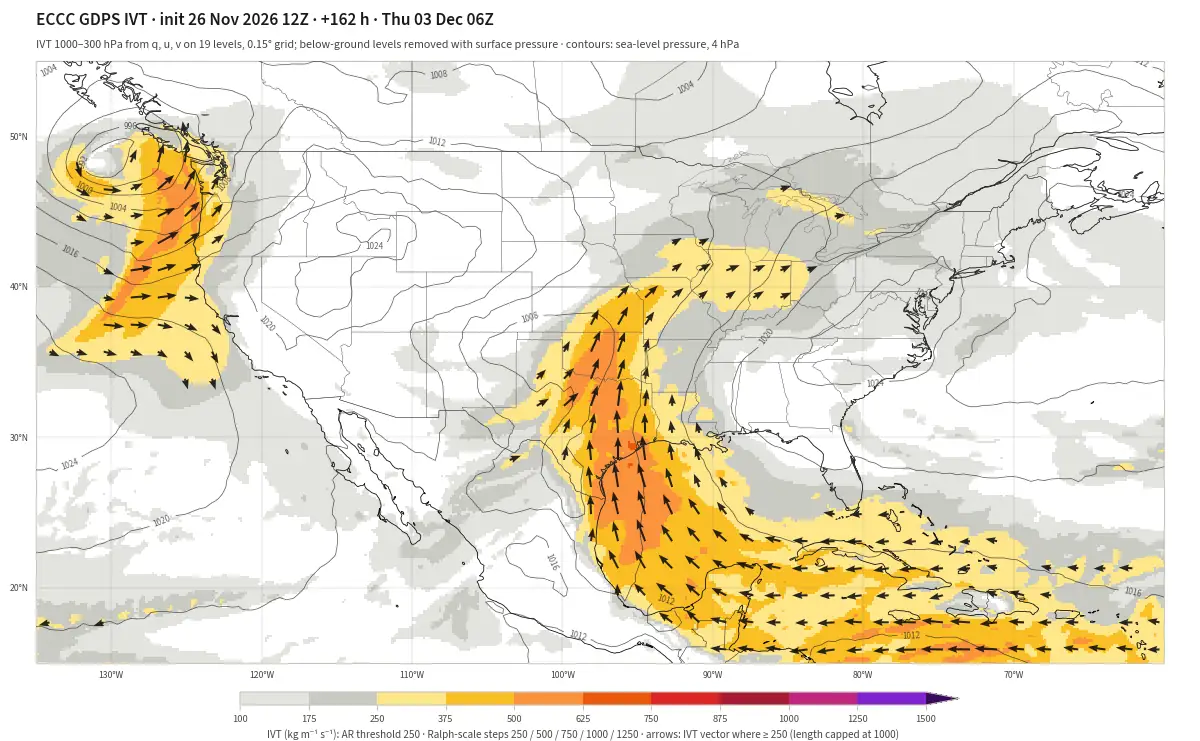 ECCC GDPS IVT · init 26 Nov 2026 12Z · +162 h · Thu 03 Dec 06Z
IVT 1000–300 hPa from q, u, v on 19 levels, 0.15° grid; below-ground levels removed with surface pressure · contours: sea-level pressure, 4 hPa
1004
1008
1004
996
50°N
1012
1000
1004
1016
1024
40°N
1008
1020
1020
1024
30°N
1024
1020
1016
20°N
1012
1016
1012
1012
130°W
120°W
110°W
100°W
90°W
80°W
70°W
100
175
250
375
500
625
750
875
1000
1250
1500
IVT (kg m⁻¹ s⁻¹): AR threshold 250 · Ralph-scale steps 250 / 500 / 750 / 1000 / 1250 · arrows: IVT vector where ≥ 250 (length capped at 1000)